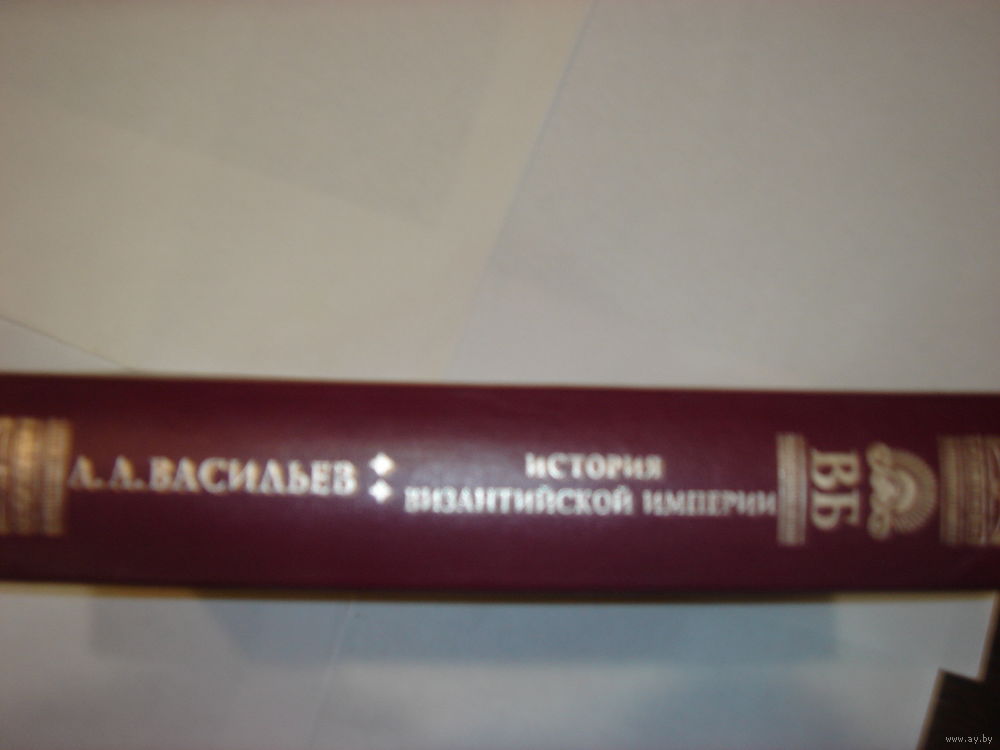 А. А. ВАСИЛЬЕВ
ИСТОРИЯ
ВИЗАНТИЙСКОЙ ИМПЕРИИ
ВБ
www.ay.by